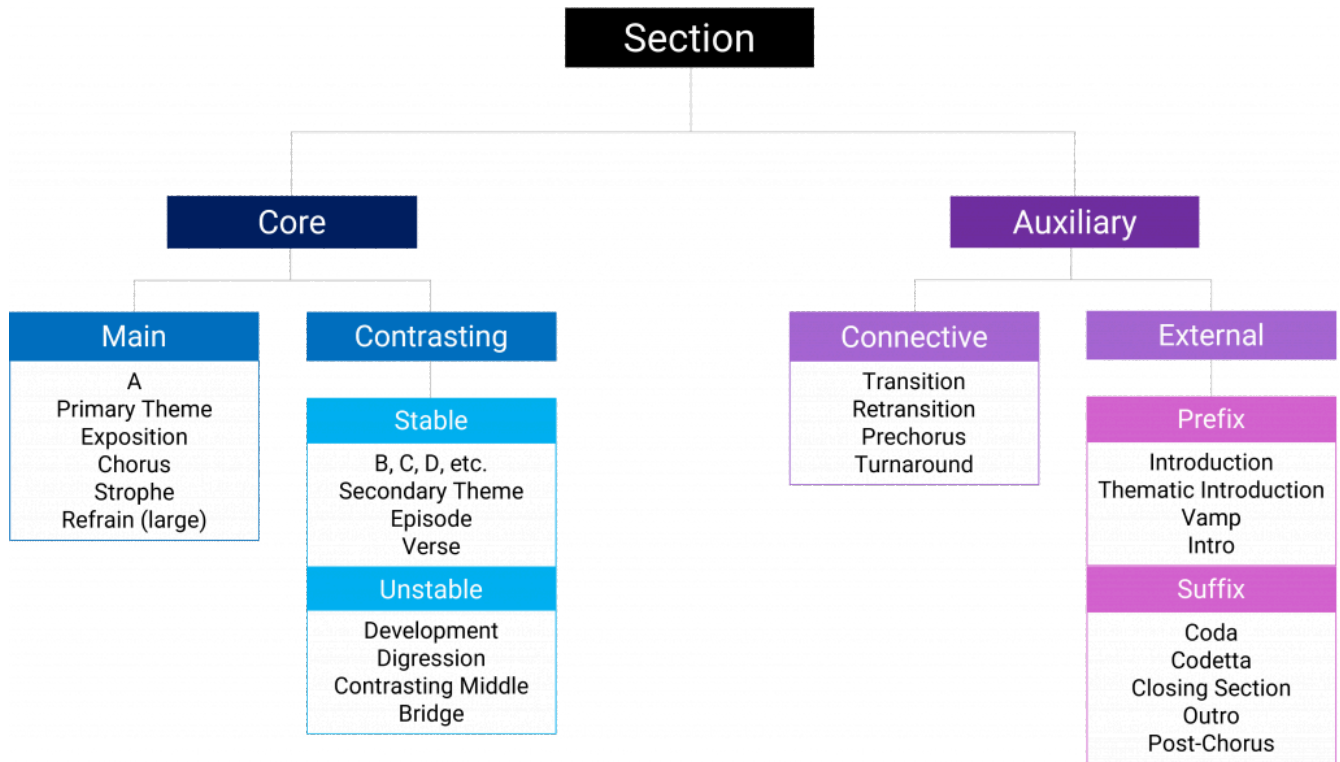 Section
Core
Auxiliary
Main
A
Primary Theme
Exposition
Chorus
Strophe
Refrain (large)
Contrasting
Stable
B, C, D, etc.
Secondary Theme
Episode
Verse
Unstable
Development
Digression
Contrasting Middle
Bridge
Connective
Transition
Retransition
Prechorus
Turnaround
External
Prefix
Introduction
Thematic Introduction
Vamp
Intro
Suffix
Coda
Codetta
Closing Section
Outro
Post-Chorus